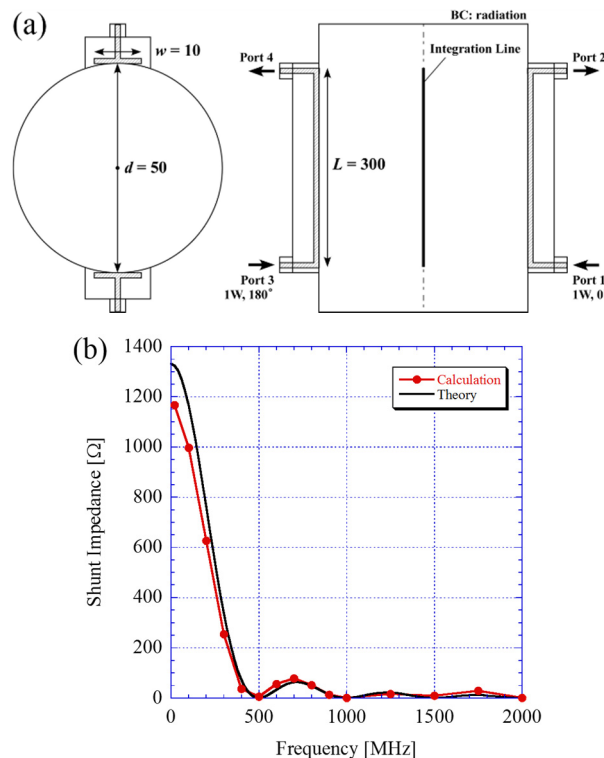 (a)
w = 10
d = 50
BC: radiation
Integration Line
Port 4
Port 2
L = 300
Port 3
1W, 180°
Port 1
1W, 0
(b)
1400
1200
1000
800
600
400
200
0
Shunt Impedance [Ω]
Calculation
Theory
0
500
1000
1500
2000
Frequency [MHz]